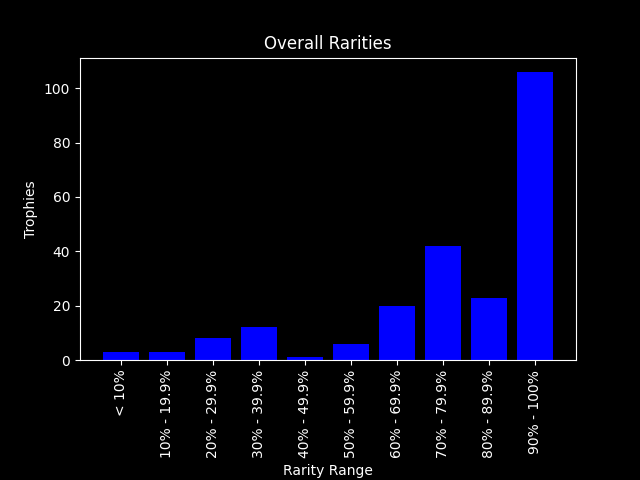 Overall Rarities
Trophies
100
80
60
40
20
0
< 10%
10% - 19.9%
20% - 29.9%
30% - 39.9%
40% - 49.9%
50% - 59.9%
60% - 69.9%
70% - 79.9%
80% - 89.9%
90% - 100%
Rarity Range